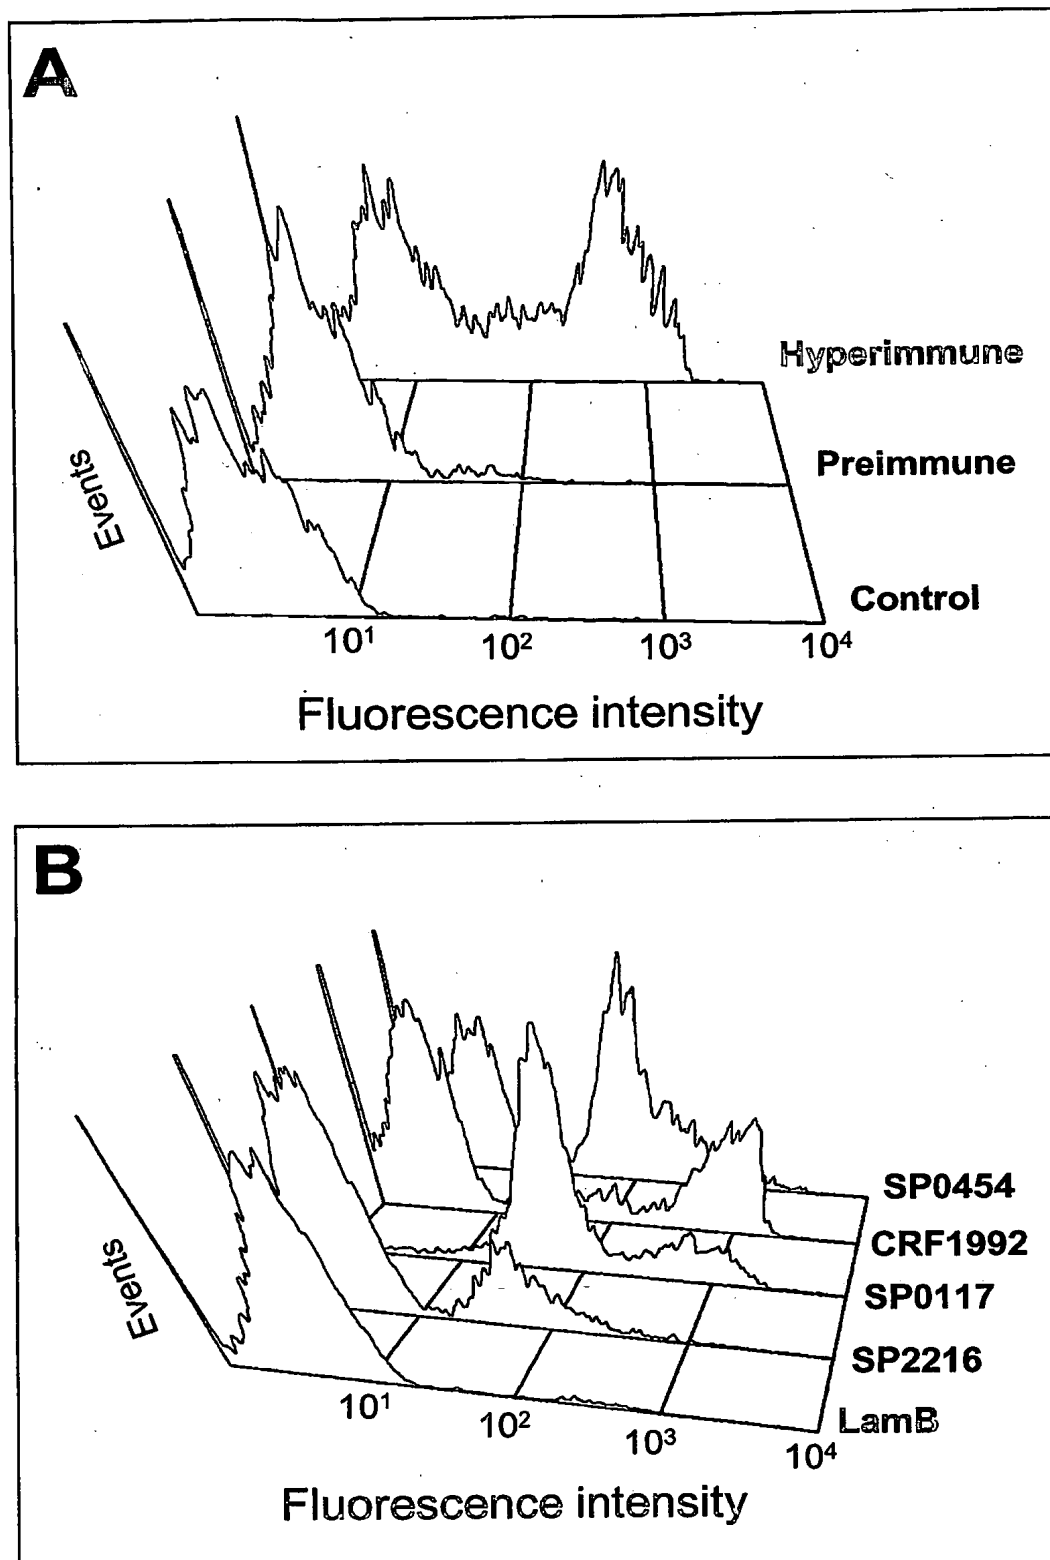 A
Hyperimmune
Preimmune
Control
Events
10¹ 10² 10³ 10⁴
Fluorescence intensity
B
SP0454
CRF1992
SP0117
SP2216
LamB
Events
10¹ 10² 10³ 10⁴
Fluorescence intensity